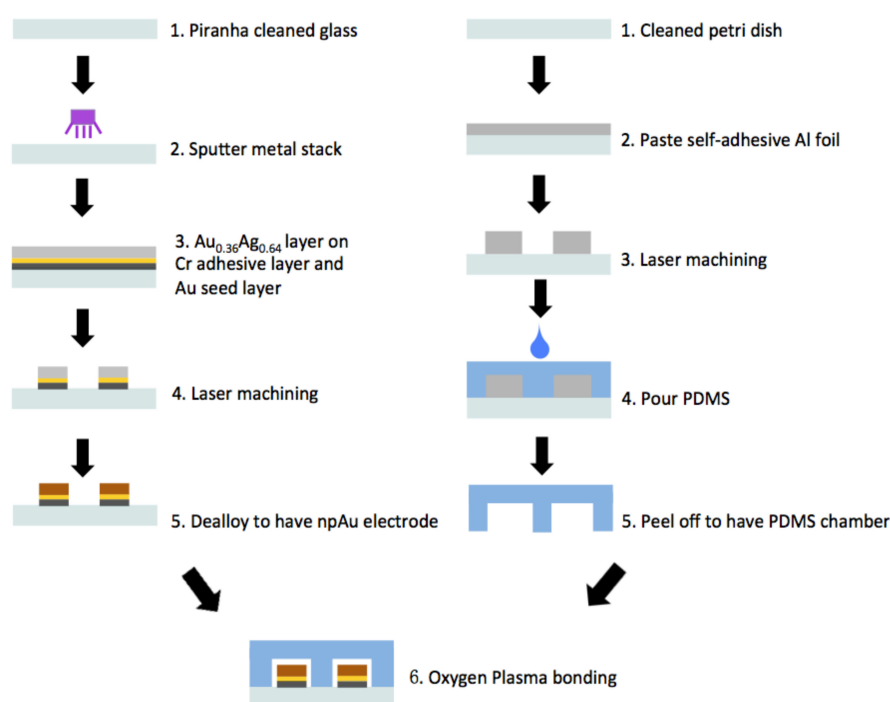 1. Piranha cleaned glass
2. Sputter metal stack
3. Au0.36Ag0.64 layer on
Cr adhesive layer and
Au seed layer
4. Laser machining
5. Dealloy to have npAu electrode
1. Cleaned petri dish
2. Paste self-adhesive Al foil
3. Laser machining
4. Pour PDMS
5. Peel off to have PDMS chamber
6. Oxygen Plasma bonding